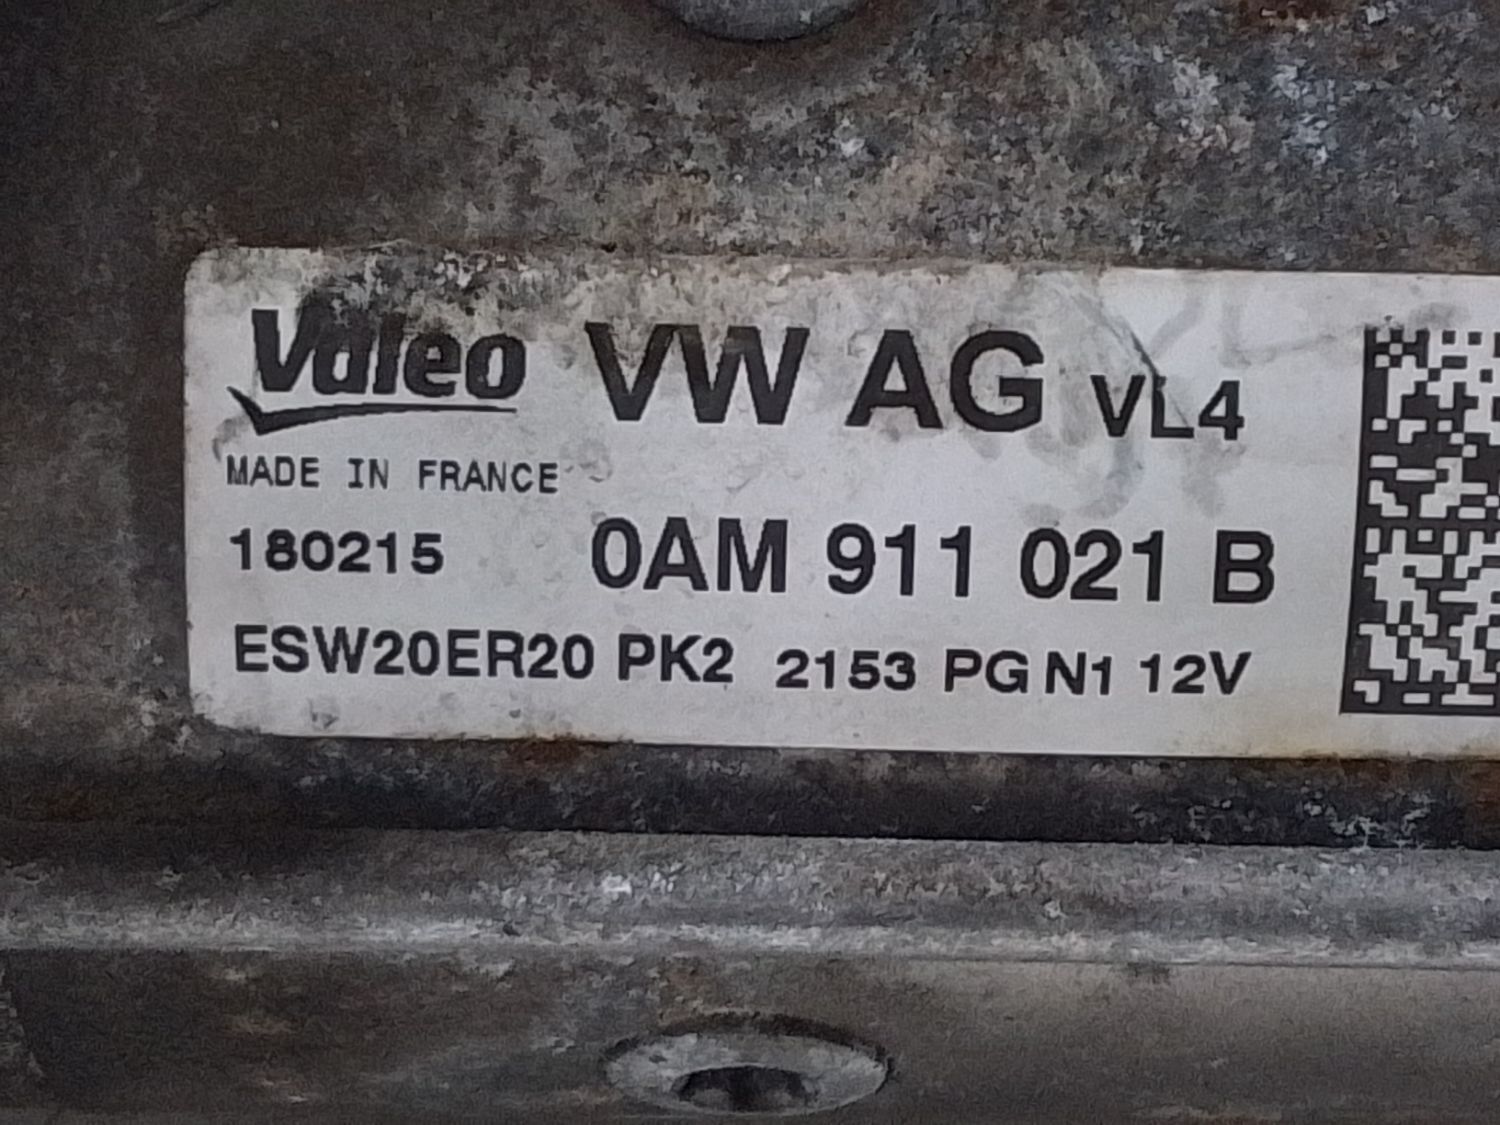 Valeo VW AG VL4
MADE IN FRANCE
180215 0AM 911 021 B
ESW20ER20 PK2 2153 PG N1 12V